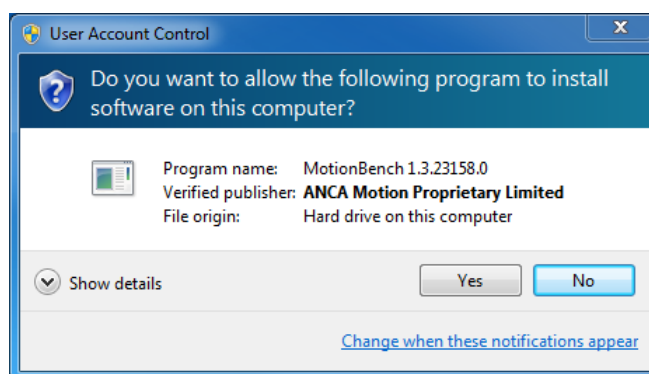 User Account Control
X
Do you want to allow the following program to install
software on this computer?
Program name: MotionBench 1.3.23158.0
Verified publisher: ANCA Motion Proprietary Limited
File origin: Hard drive on this computer
Show details
Yes
No
Change when these notifications appear